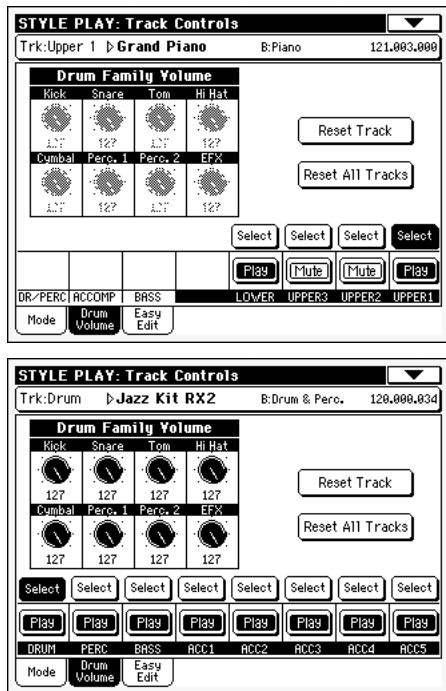 STYLE PLAY: Track Controls
Trk:Upper 1 Grand Piano B:Piano 121.003.000
Drum Family Volume
Kick Snare Tom Hi Hat
127 127 127 127
Cymbal Perc. 1 Perc. 2 EFX
127 127 127 127
Reset Track
Reset All Tracks
Select Select Select Select
Play Mute Mute Play
DR/PERC ACCOMP BASS LOWER UPPER3 UPPER2 UPPER1
Mode Drum Volume Easy Edit
STYLE PLAY: Track Controls
Trk:Drum Jazz Kit RX2 B:Drum & Perc. 120.000.034
Drum Family Volume
Kick Snare Tom Hi Hat
127 127 127 127
Cymbal Perc. 1 Perc. 2 EFX
127 127 127 127
Reset Track
Reset All Tracks
Select Select Select Select Select Select Select Select
Play Play Play Play Play Play Play Play
DRUM PERC BASS ACC1 ACC2 ACC3 ACC4 ACC5
Mode Drum Volume Easy Edit